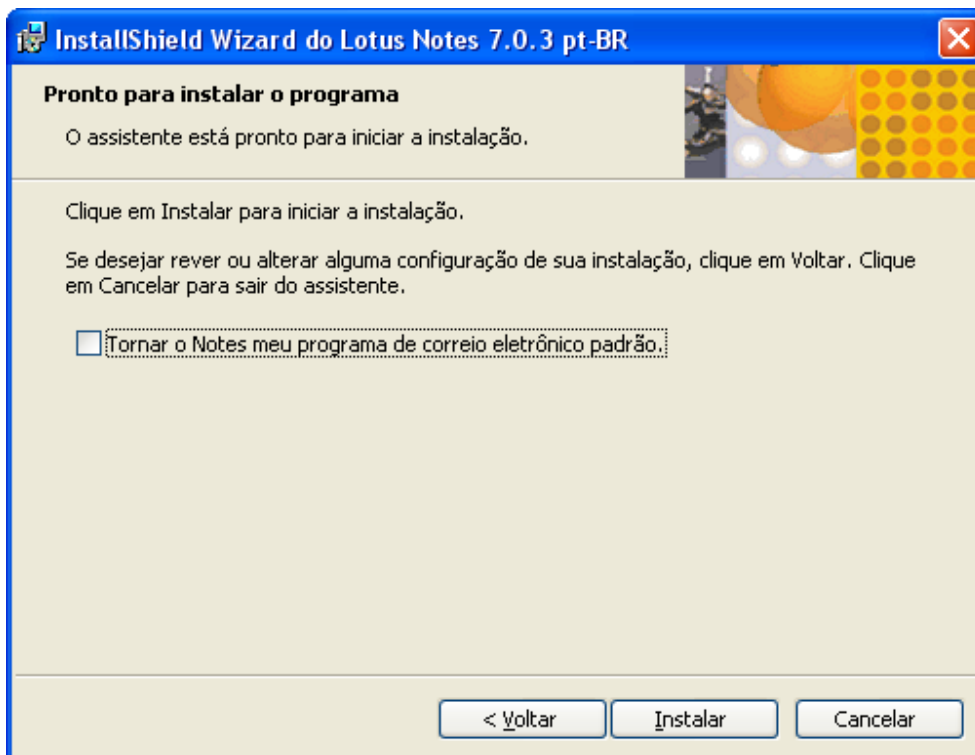 InstallShield Wizard do Lotus Notes 7.0.3 pt-BR
Pronto para instalar o programa
O assistente está pronto para iniciar a instalação.
Clique em Instalar para iniciar a instalação.
Se desejar rever ou alterar alguma configuração de sua instalação, clique em Voltar. Clique
em Cancelar para sair do assistente.
Tornar o Notes meu programa de correio eletrônico padrão.
< Voltar
Instalar
Cancelar